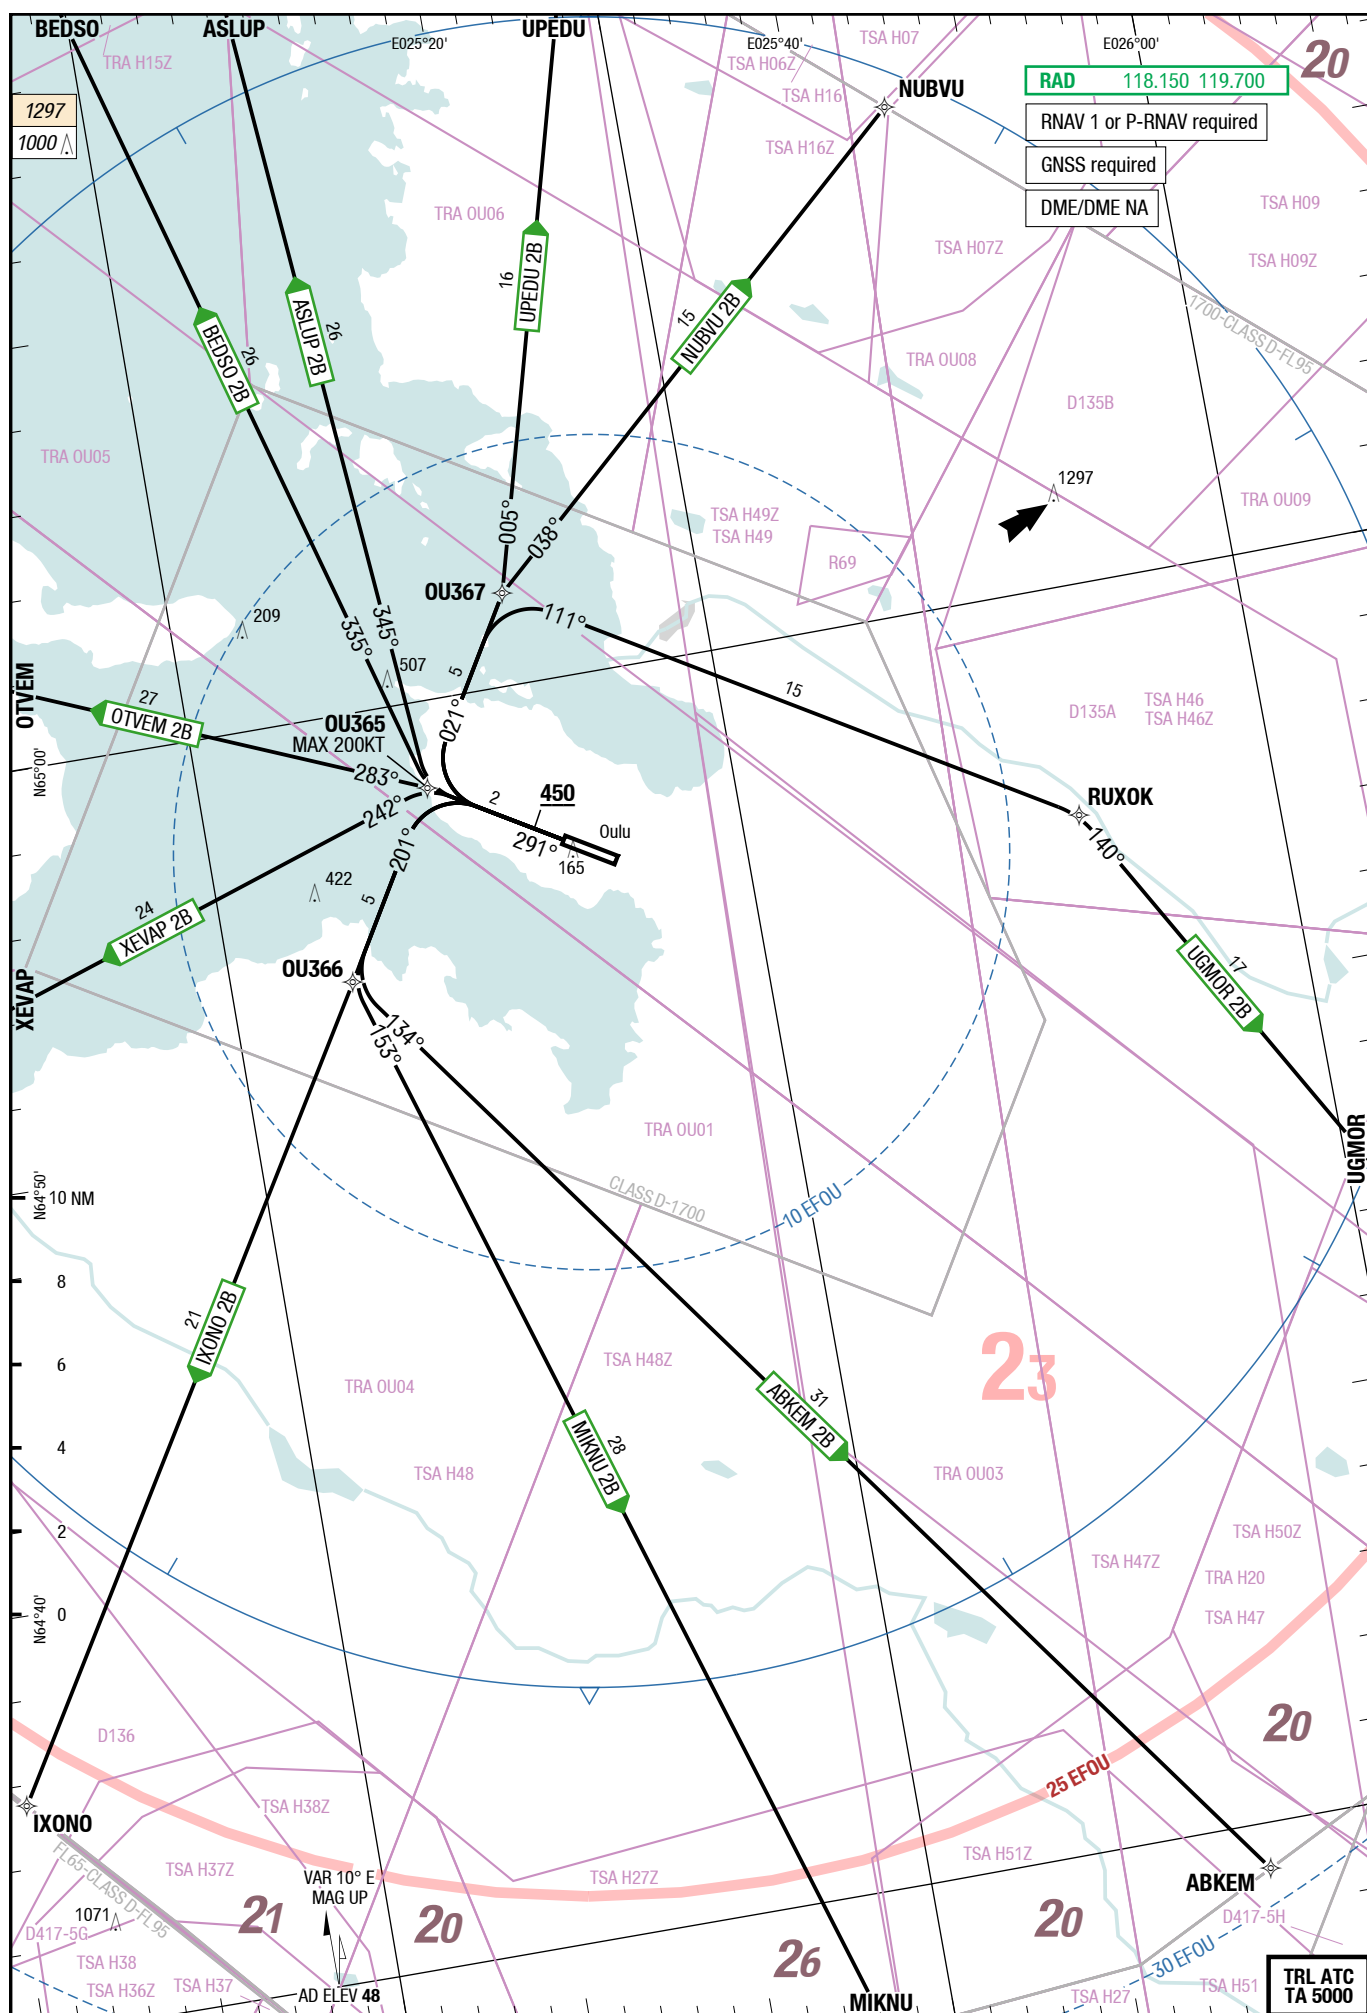 BEDSO
ASLUP
UPEDU
E025°20'
E025°40'
E026°00'
TSA H07
20
TRA H15Z
TSA H06Z
RAD 118.150 119.700
NUBVU
TSA H16
1297
1000
RNAV 1 or P-RNAV required
TSA H16Z
GNSS required
DME/DME NA
TSA H09
TRA OU06
TSA H07Z
TSA H09Z
16
UPEDU 2B
15
NUBVU 2B
26
ASLUP 2B
26
BEDSO 2B
1700-CLASS D-FL95
TRA OU08
D135B
TRA OU05
1297
TRA OU09
TSA H49Z
TSA H49
005°
038°
R69
OU367
111°
209
345°
335°
507
5
15
OTVEM
27
OTVEM 2B
OU365
MAX 200KT
021°
D135A
TSA H46
TSA H46Z
N65°00'
283°
242°
2
450
291°
Oulu
165
RUXOK
140°
201°
422
5
24
XEVAP 2B
XEVAP
OU366
17
UGMOR 2B
134°
153°
TRA OU01
UGMOR
CLASS D-1700
10 EFOU
N64°50'
10 NM
8
6
4
2
0
21
IXONO 2B
23
TSA H48Z
TRA OU04
31
ABKEM 2B
28
MIKNU 2B
TSA H48
TRA OU03
TSA H50Z
TSA H47Z
TRA H20
TSA H47
N64°40'
D136
20
25 EFOU
IXONO
TSA H38Z
TSA H37Z
FL65-CLASS D-FL95
VAR 10° E
MAG UP
TSA H27Z
TSA H51Z
ABKEM
1071
D417-5G
21
20
20
D417-5H
26
30 EFOU
TSA H38
TSA H36Z
TSA H37
AD ELEV 48
MIKNU
TSA H27
TSA H51
TRL ATC
TA 5000